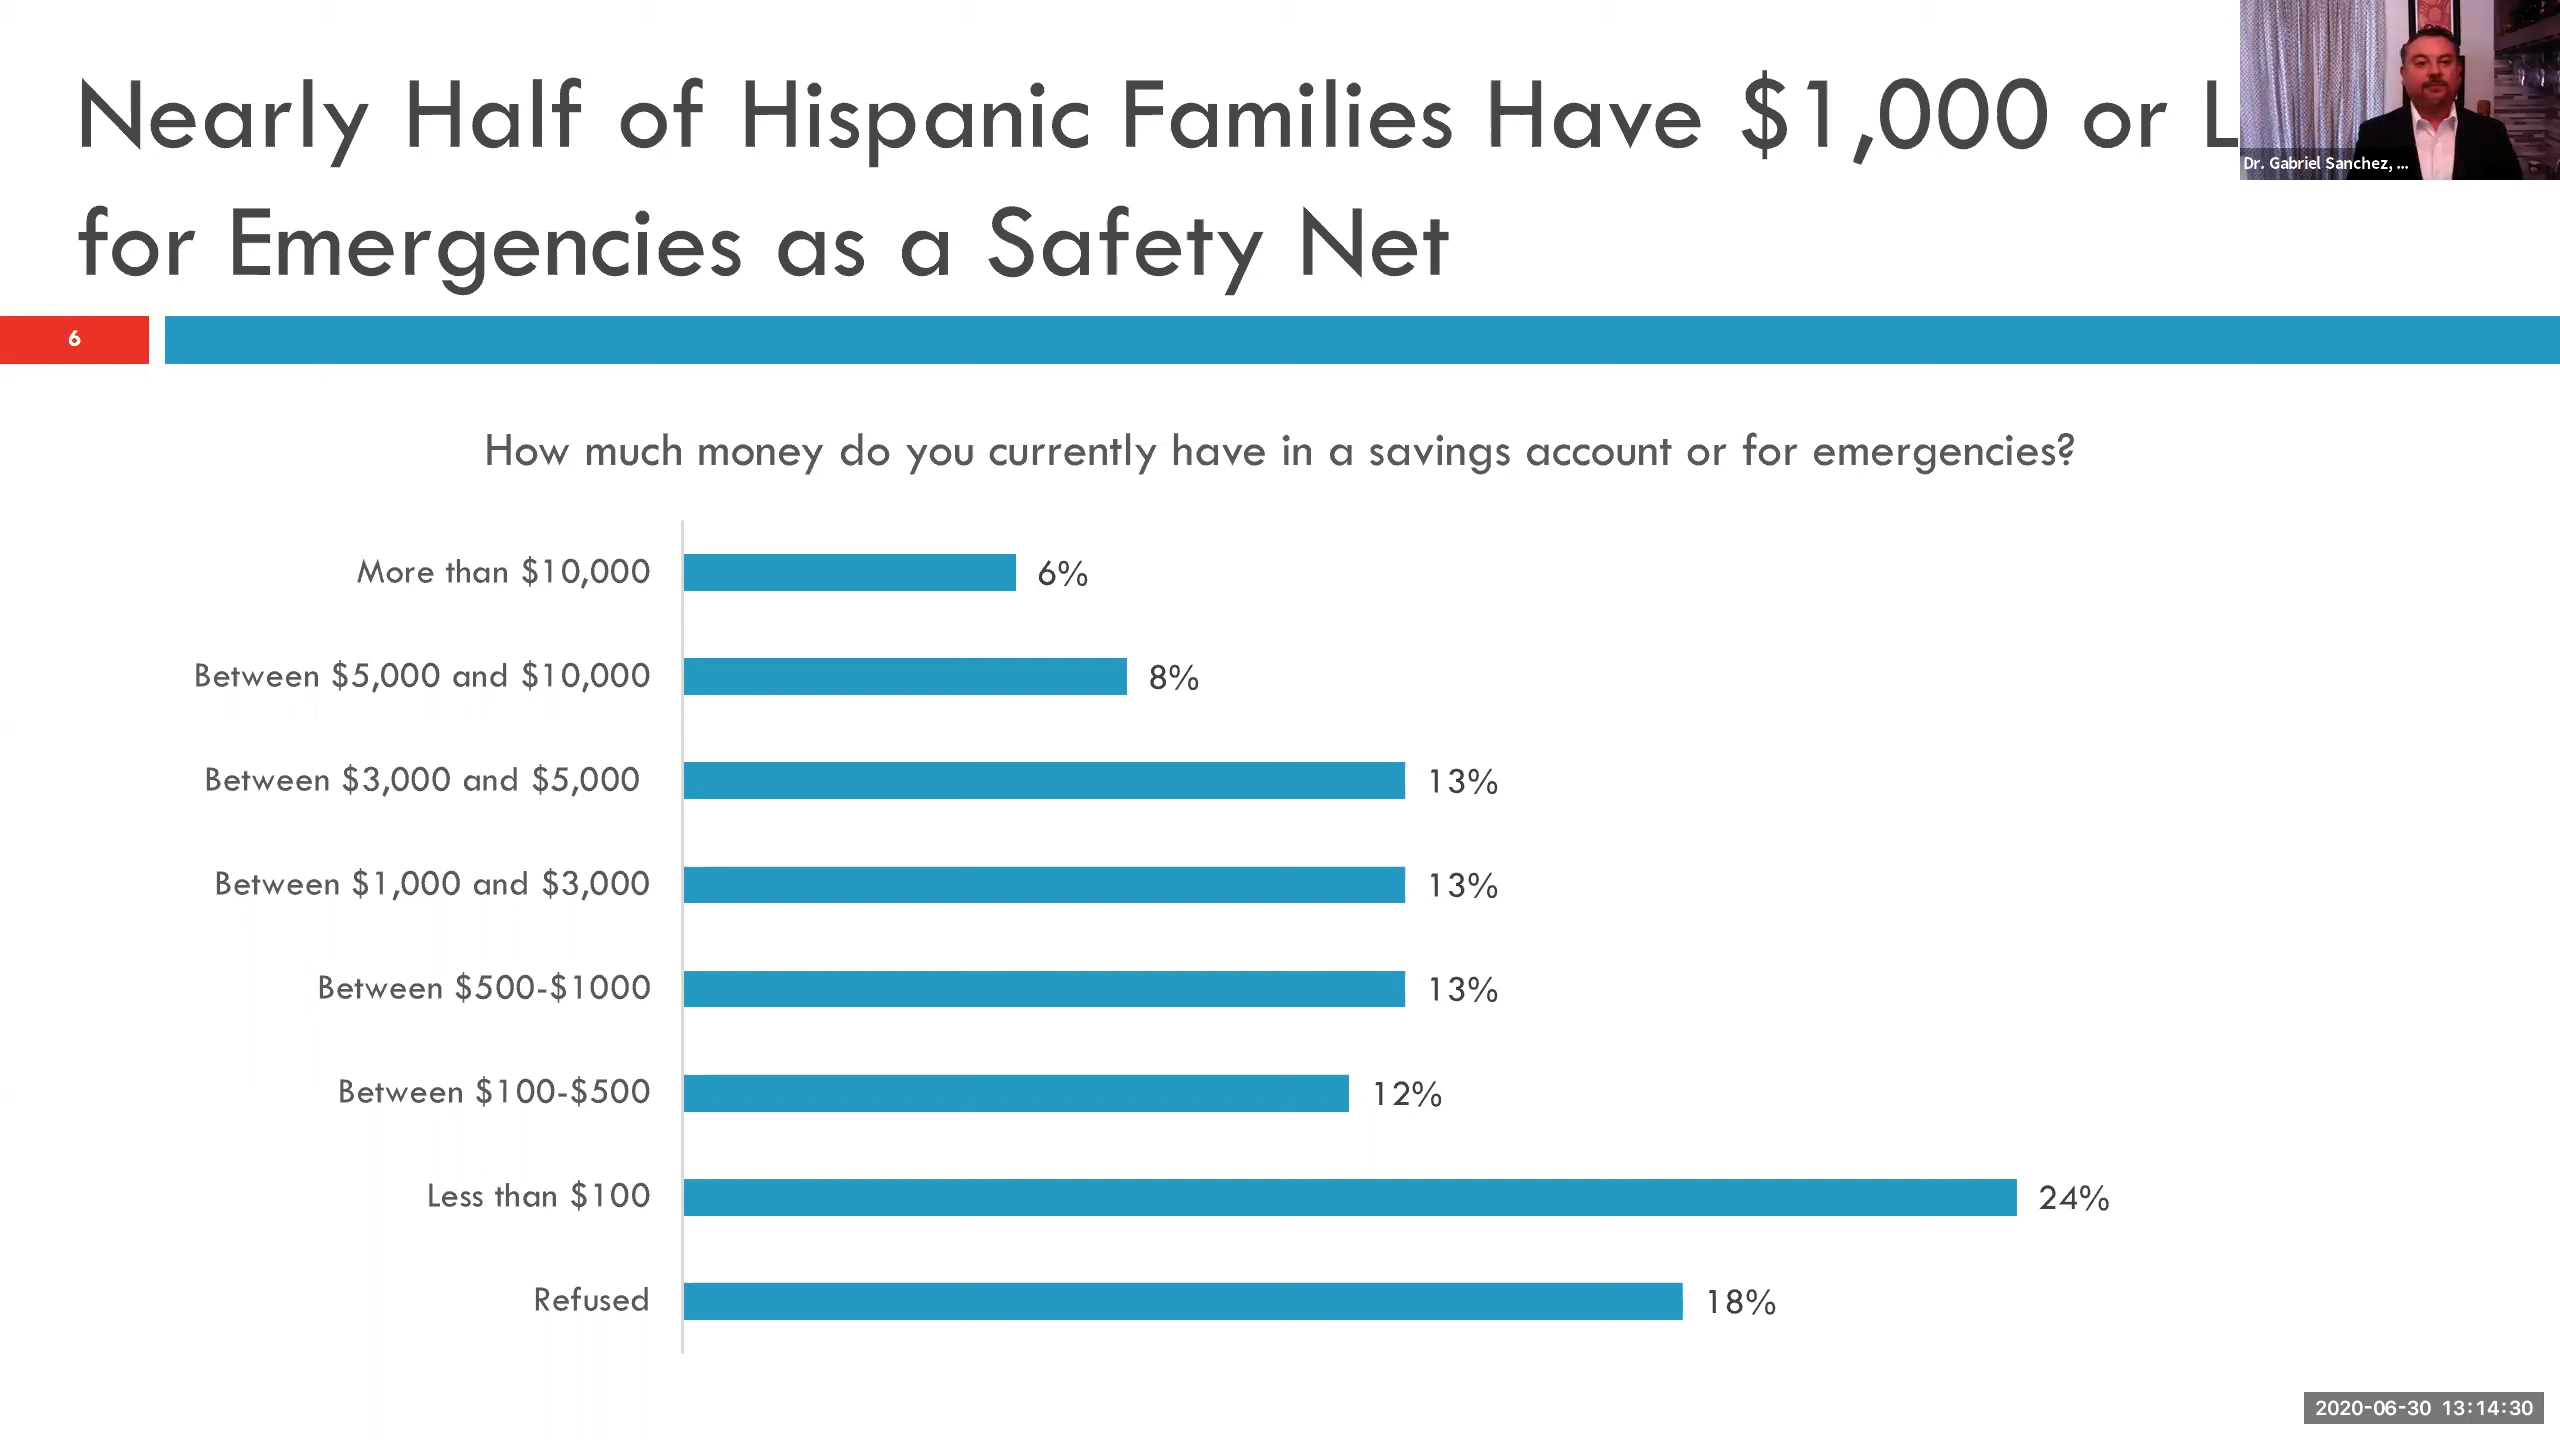 Nearly Half of Hispanic Families Have $1,000 or L
for Emergencies as a Safety Net
Dr. Gabriel Sanchez, ...
6
How much money do you currently have in a savings account or for emergencies?
More than $10,000 6%
Between $5,000 and $10,000 8%
Between $3,000 and $5,000 13%
Between $1,000 and $3,000 13%
Between $500-$1000 13%
Between $100-$500 12%
Less than $100 24%
Refused 18%
2020-06-30 13:14:30